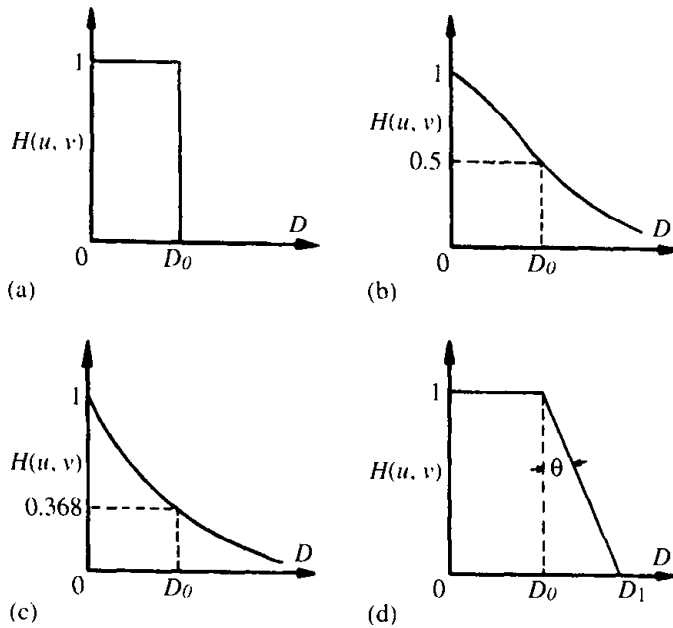 1
H(u, v)
D
0
D0
(a)
1
H(u, v)
0.5
D
0
D0
(b)
1
H(u, v)
0.368
D
0
D0
(c)
1
H(u, v)
θ
D
0
D0
D1
(d)